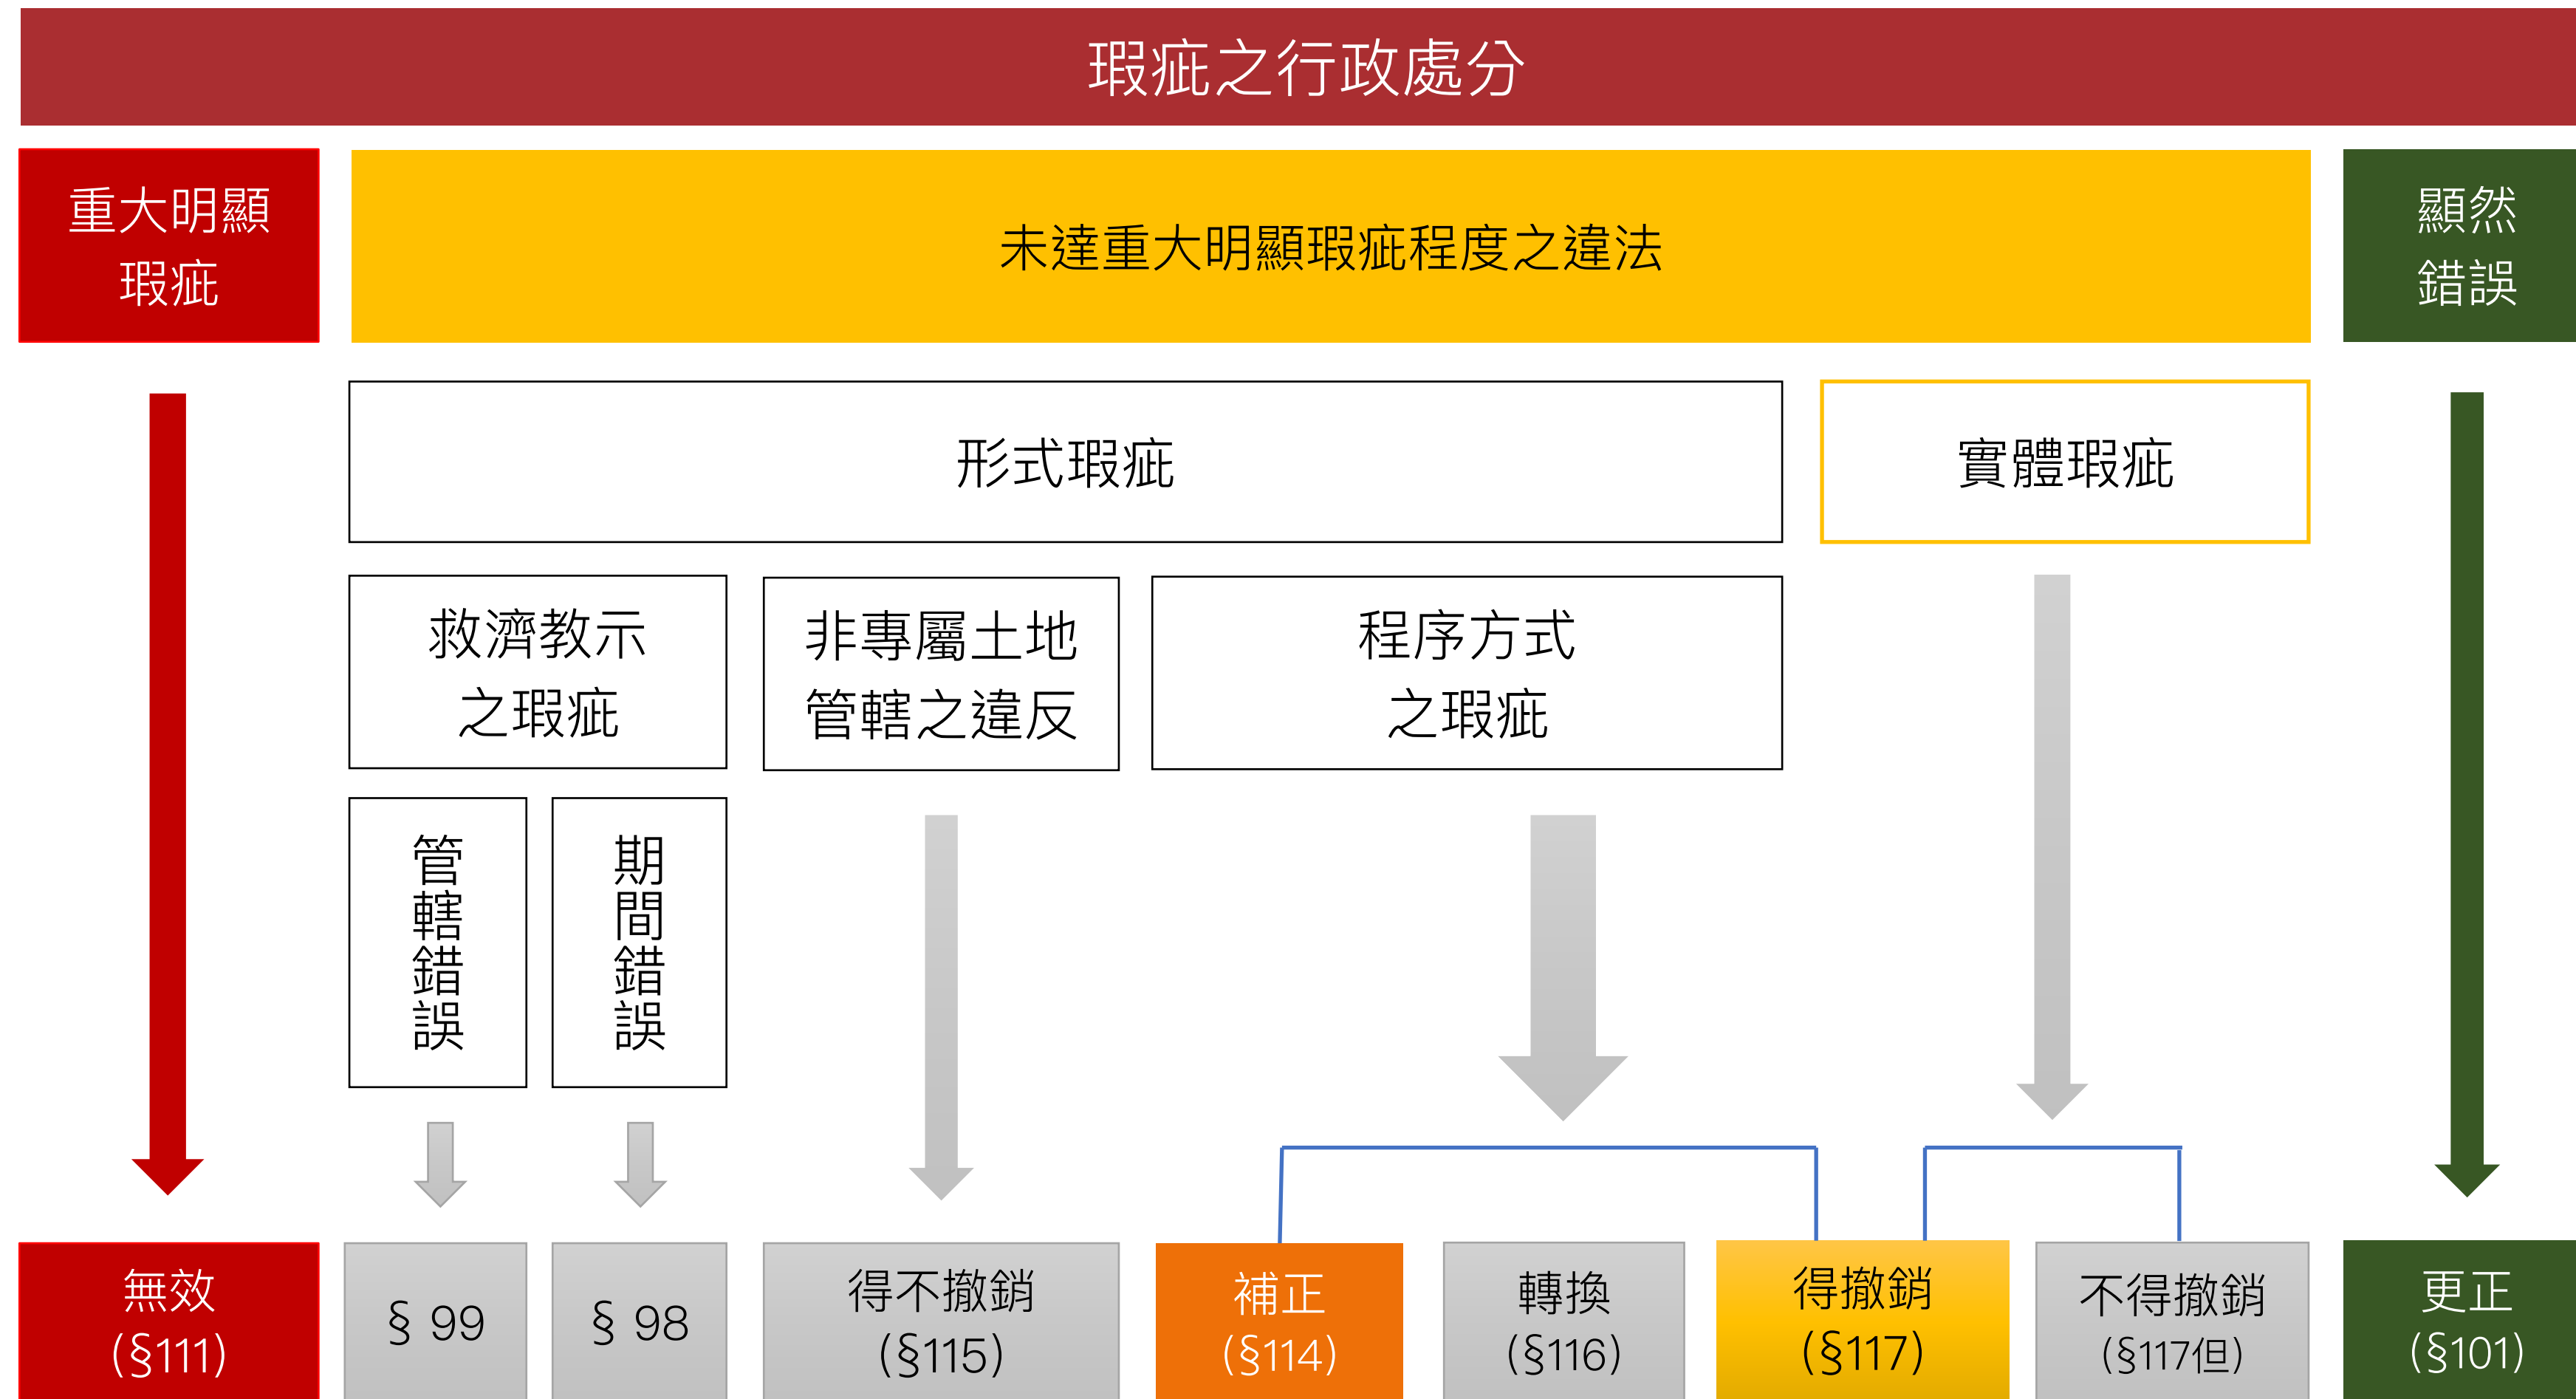 瑕疵之行政處分
重大明顯
瑕疵
未達重大明顯瑕疵程度之違法
顯然
錯誤
形式瑕疵
實體瑕疵
救濟教示
之瑕疵
非專屬土地
管轄之違反
程序方式
之瑕疵
管轄錯誤
期間錯誤
無效
(§111)
§ 99
§ 98
得不撤銷
(§115)
補正
(§114)
轉換
(§116)
得撤銷
(§117)
不得撤銷
(§117但)
更正
(§101)